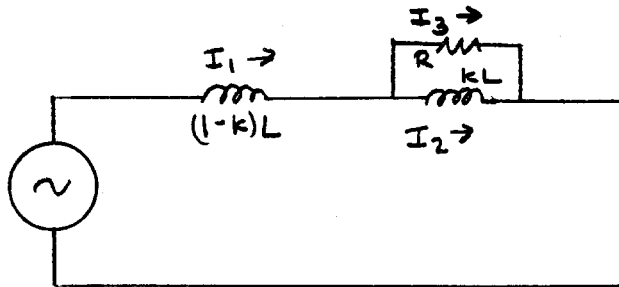 I₃ →
I₁ →
R
kL
(1-k)L
I₂ →
~